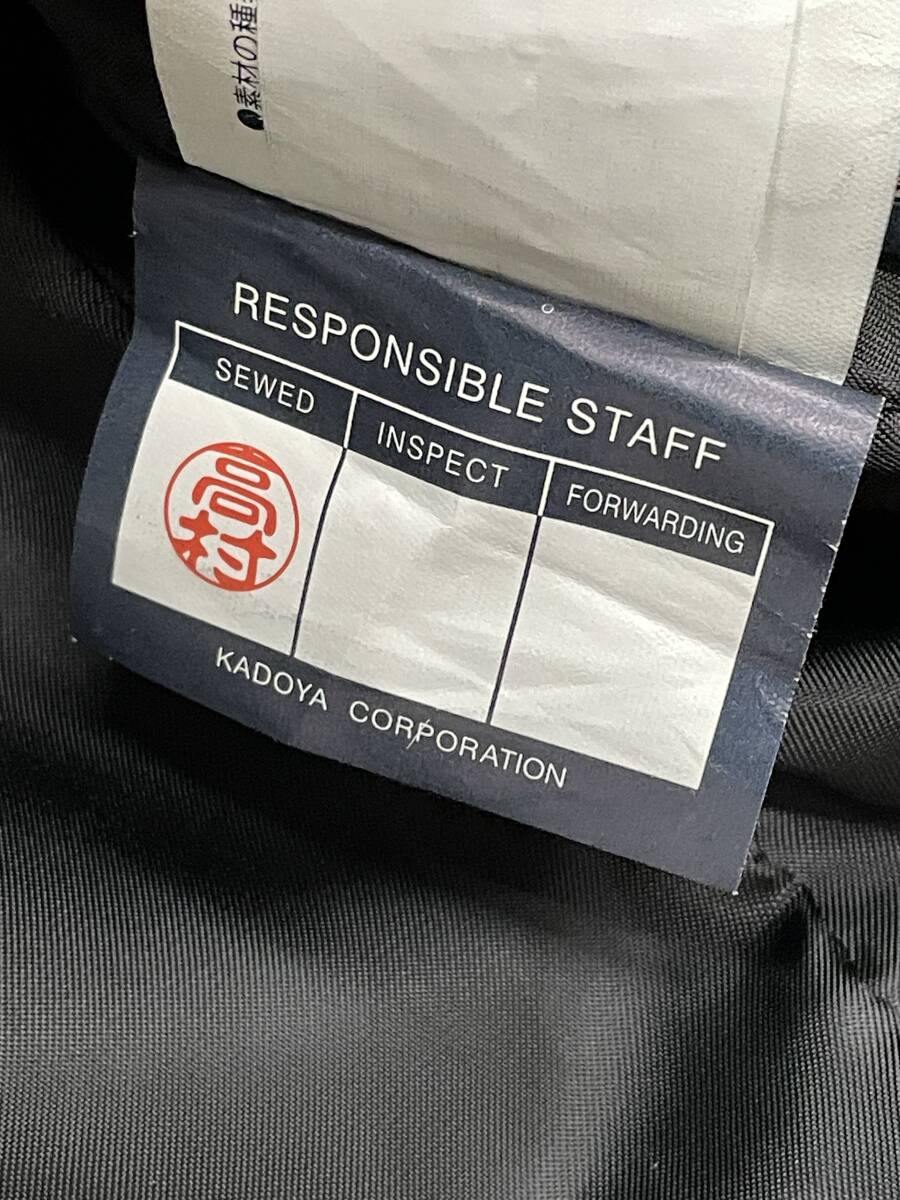 ●素材の種
RESPONSIBLE STAFF
SEWED
INSPECT
FORWARDING
高村
KADOYA CORPORATION